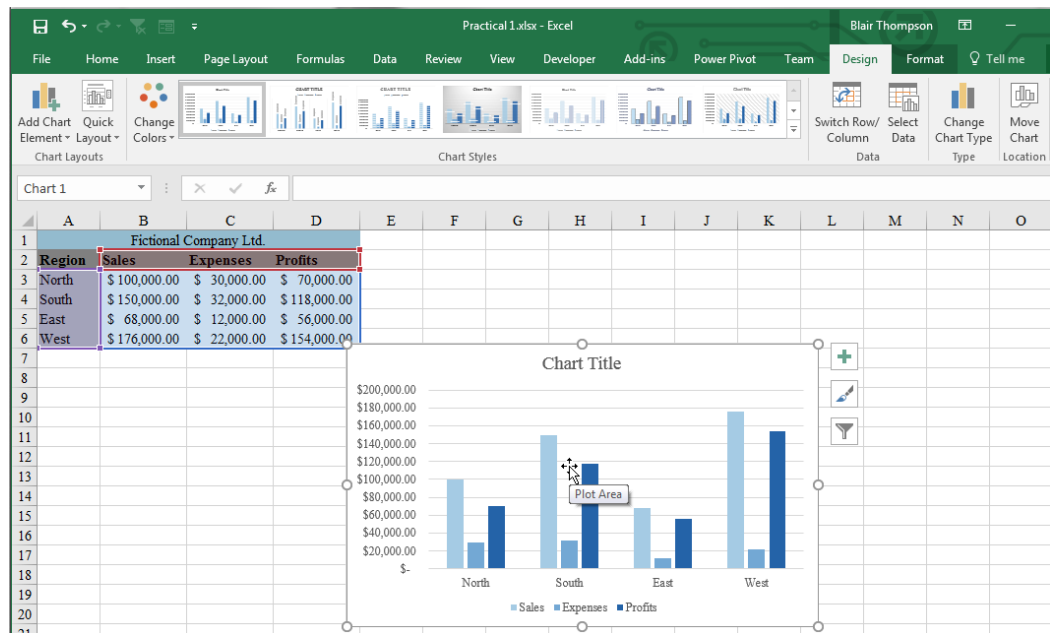 Practical 1.xlsx - Excel
Blair Thompson
File Home Insert Page Layout Formulas Data Review View Developer Add-ins Power Pivot Team Design Format Tell me
Add Chart Element
Quick Layout
Change Colors
Switch Row/ Column
Select Data
Change Chart Type
Move Chart
Chart Layouts
Chart Styles
Data
Type
Location
Chart 1
fx
A B C D E F G H I J K L M N O
1 Fictional Company Ltd.
2 Region Sales Expenses Profits
3 North $ 100,000.00 $ 30,000.00 $ 70,000.00
4 South $ 150,000.00 $ 32,000.00 $ 118,000.00
5 East $ 68,000.00 $ 12,000.00 $ 56,000.00
6 West $ 176,000.00 $ 22,000.00 $ 154,000.00
7
8
9
10
11
12
13
14
15
16
17
18
19
20
21
Chart Title
$200,000.00
$180,000.00
$160,000.00
$140,000.00
$120,000.00
$100,000.00
$80,000.00
$60,000.00
$40,000.00
$20,000.00
$-
Plot Area
North South East West
Sales Expenses Profits